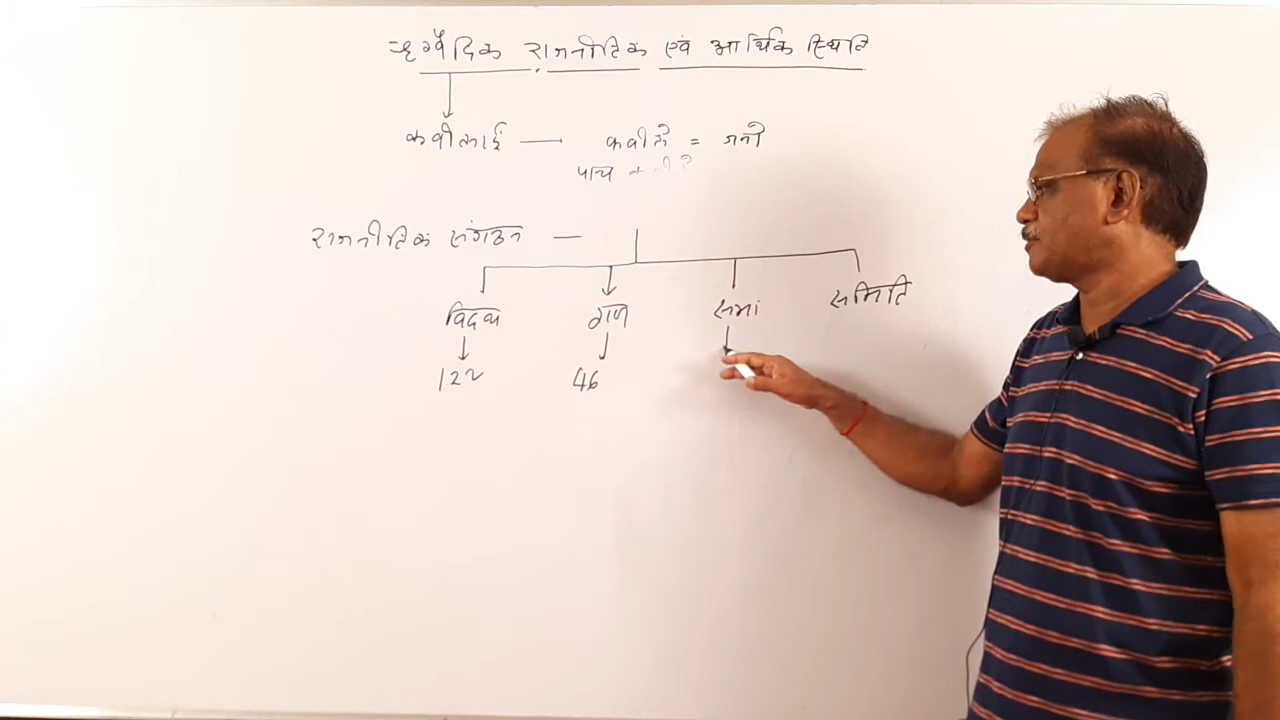 ऋग्वैदिक राजनीतिक एवं आर्थिक स्थिति
कबीलाई — कबीले = जनो
पांच
राजनीतिक संगठन —
विदथ गण सभा समिति
122 46